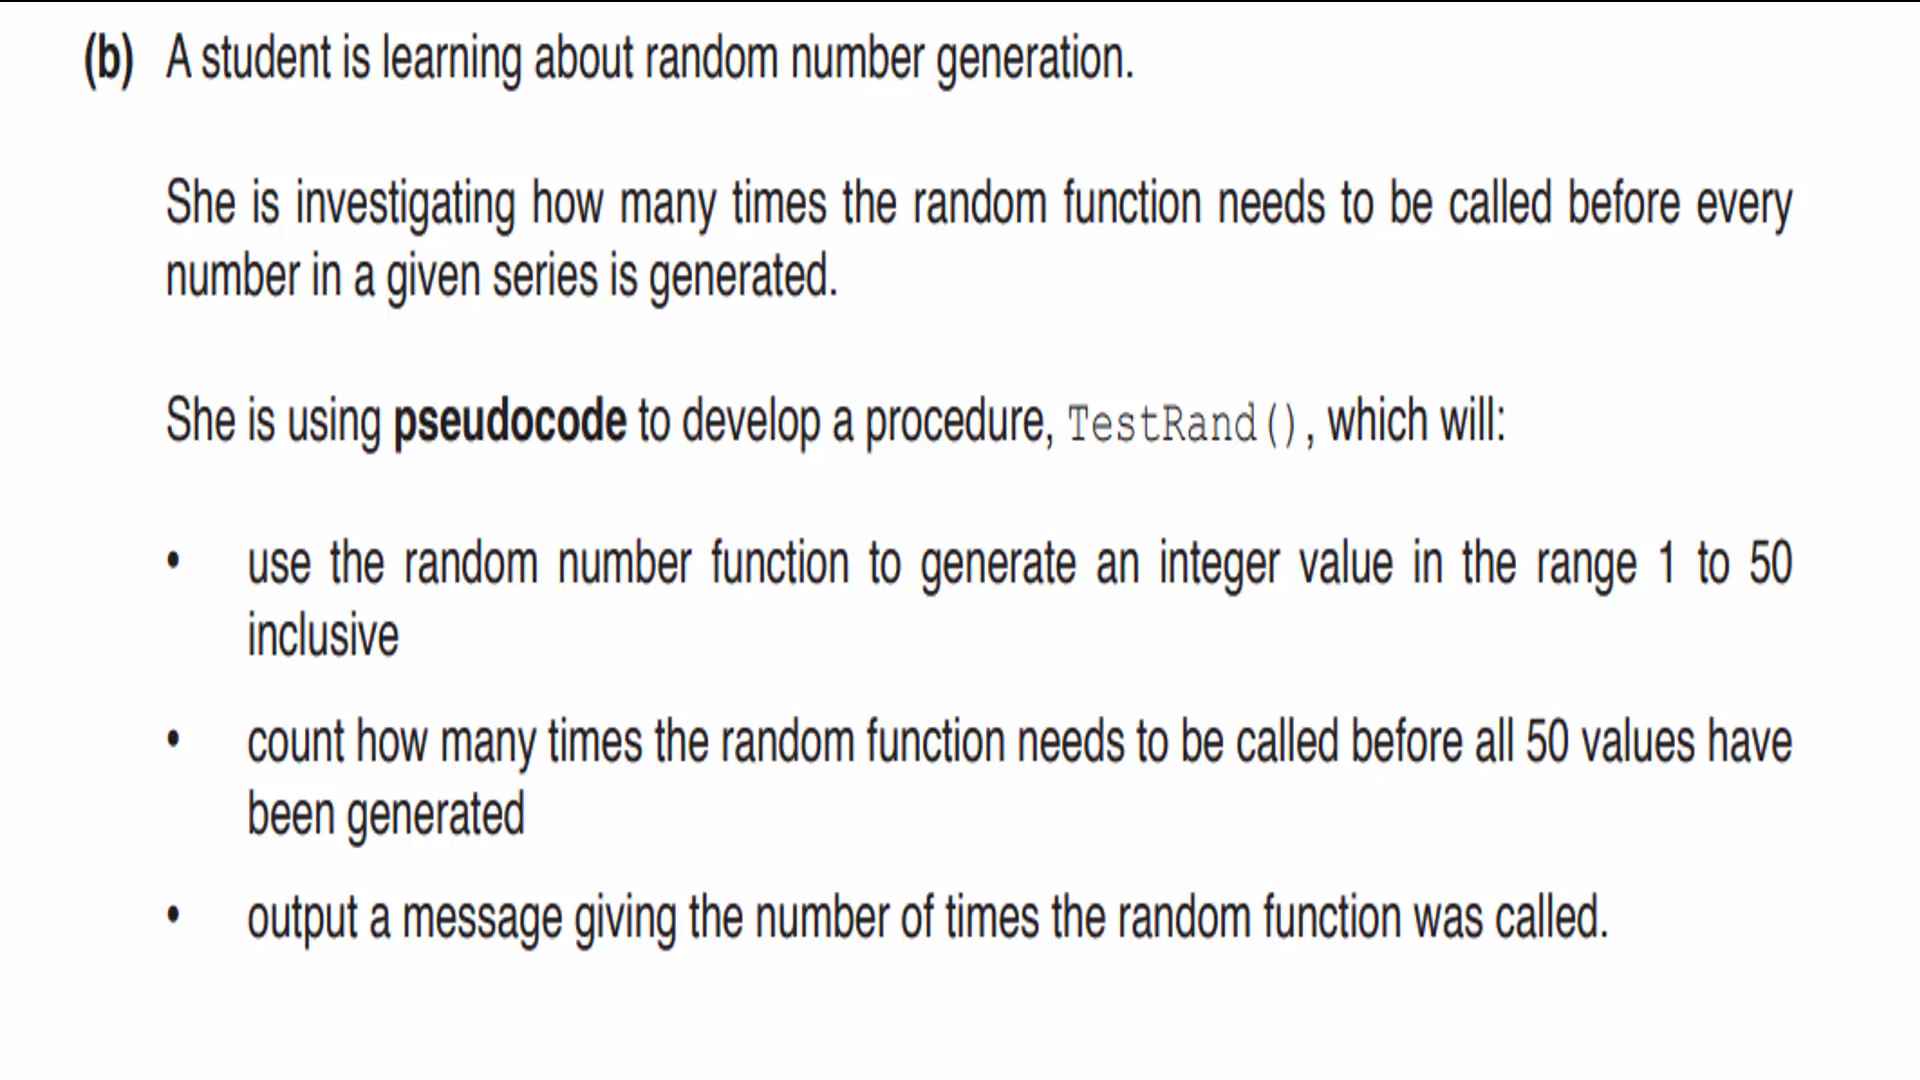 (b) A student is learning about random number generation.
She is investigating how many times the random function needs to be called before every
number in a given series is generated.
She is using pseudocode to develop a procedure, TestRand(), which will:
• use the random number function to generate an integer value in the range 1 to 50
inclusive
• count how many times the random function needs to be called before all 50 values have
been generated
• output a message giving the number of times the random function was called.